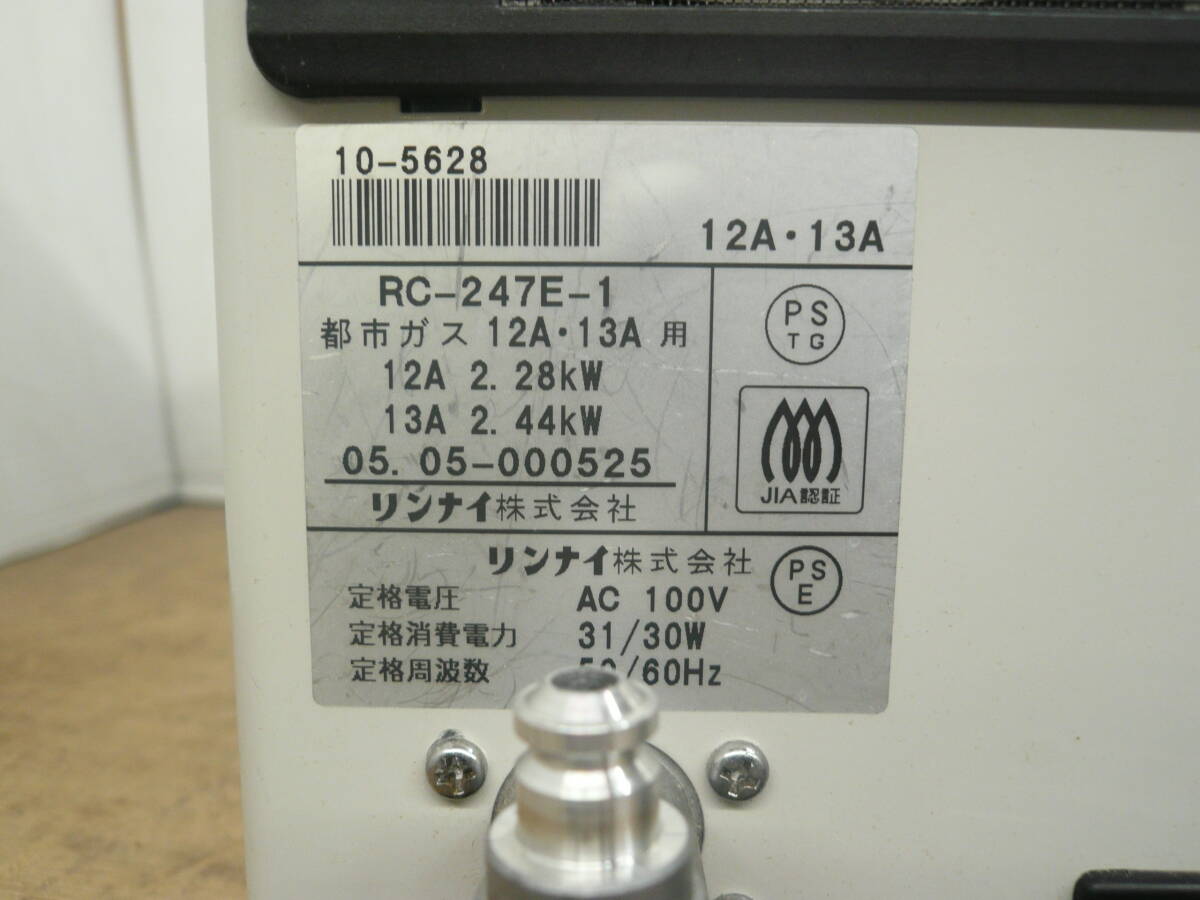 10-5628
12A・13A
RC-247E-1
都市ガス 12A・13A 用
12A 2.28kW
13A 2.44kW
05.05-000525
リンナイ株式会社
PS
TG
JIA認証
リンナイ株式会社
PS
E
定格電圧 AC 100V
定格消費電力 31/30W
定格周波数 50/60Hz